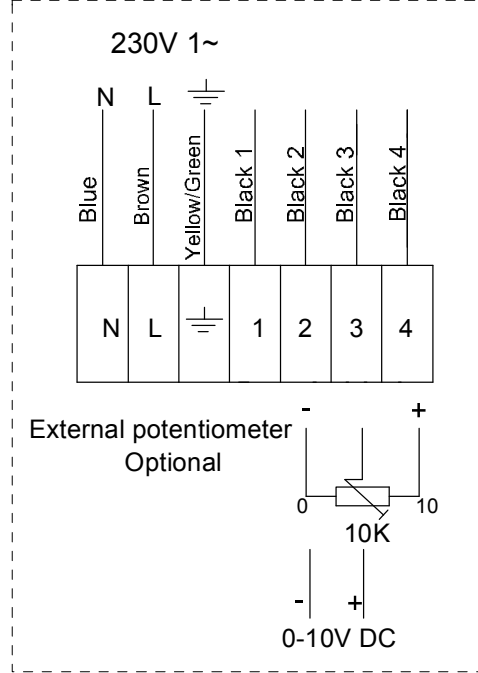 230V 1~
N L
Blue
Brown
Yellow/Green
Black 1
Black 2
Black 3
Black 4
N L 1 2 3 4
- +
External potentiometer
Optional
0 10
10K
- +
0-10V DC